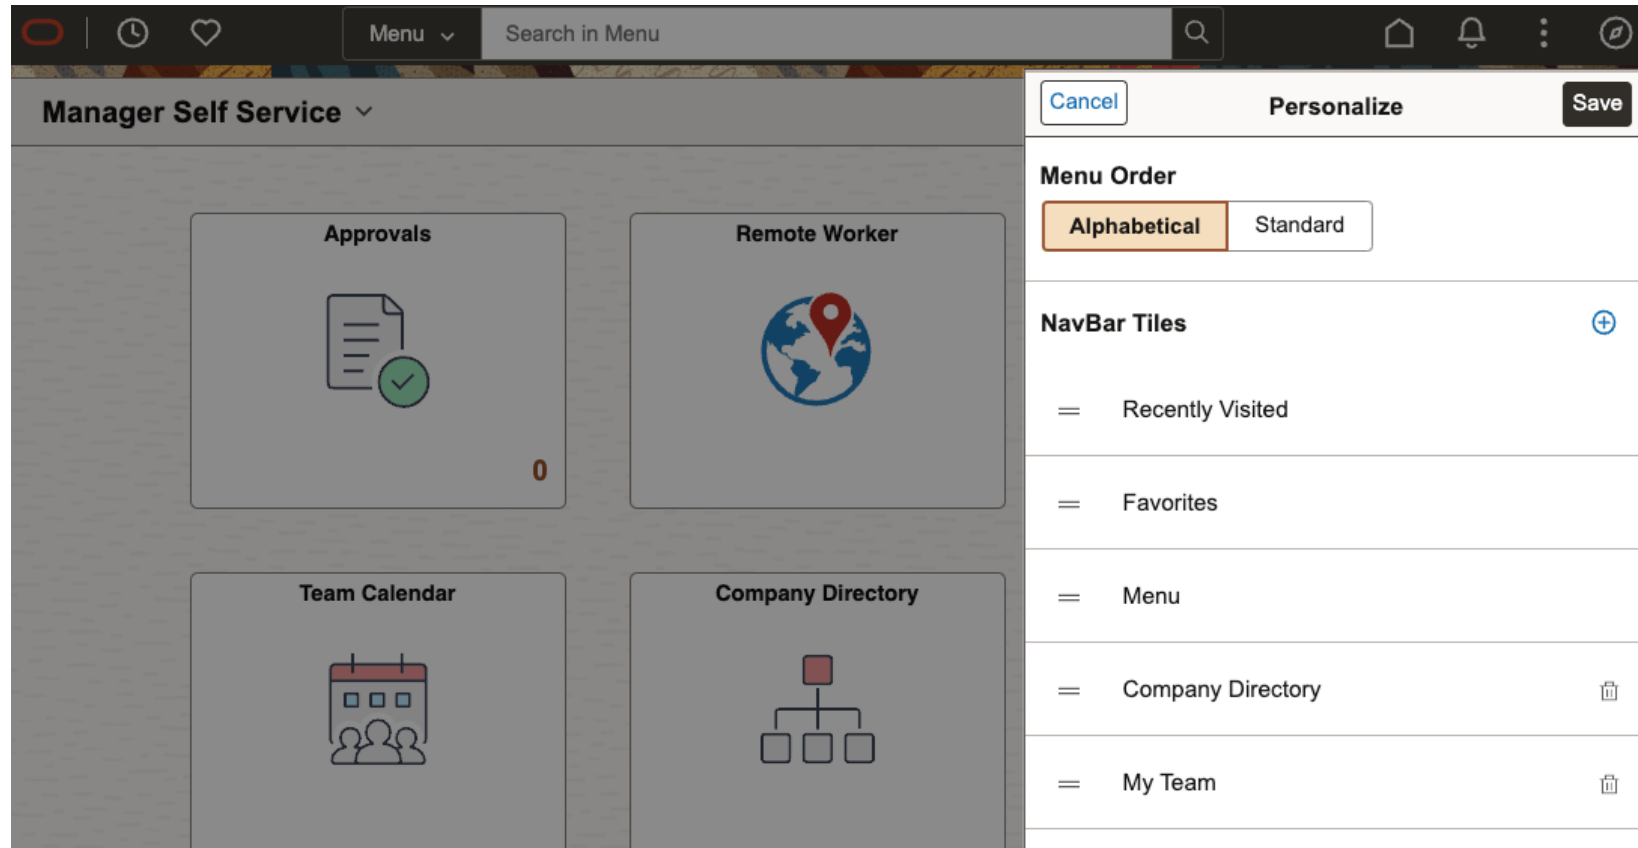 Menu
Search in Menu
Manager Self Service
Cancel
Personalize
Save
Menu Order
Alphabetical
Standard
NavBar Tiles
Recently Visited
Favorites
Menu
Company Directory
My Team
Approvals
0
Remote Worker
Team Calendar
Company Directory